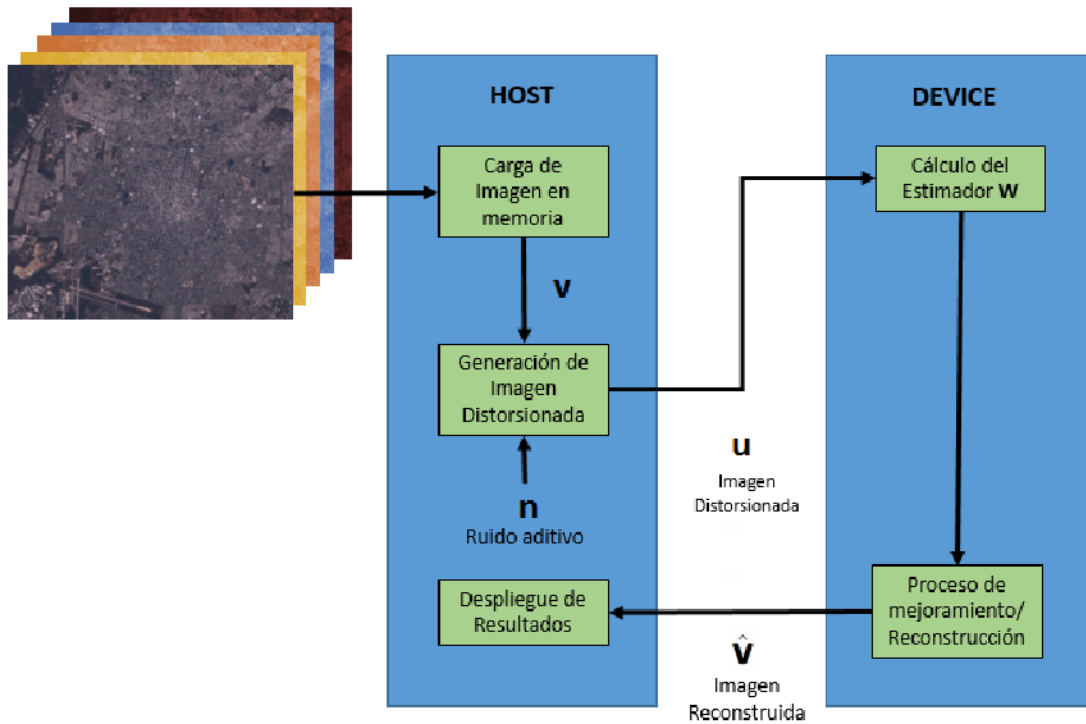 HOST
Carga de
Imagen en
memoria
v
Generación de
Imagen
Distorsionada
n
Ruido aditivo
Despliegue de
Resultados
u
Imagen
Distorsionada
v̂
Imagen
Reconstruida
DEVICE
Cálculo del
Estimador W
Proceso de
mejoramiento/
Reconstrucción